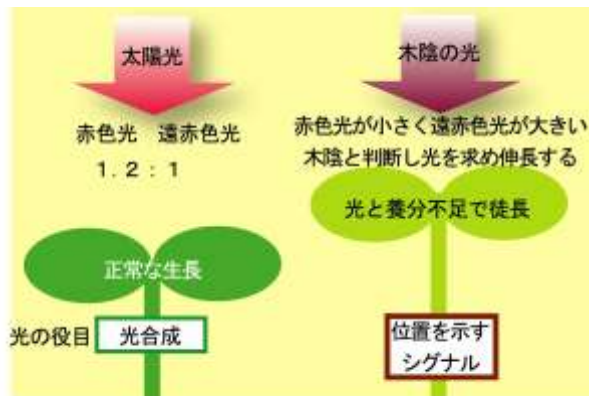 太陽光
赤色光 遠赤色光
1.2:1
正常な生長
光の役目 光合成
木陰の光
赤色光が小さく遠赤色光が大きい
木陰と判断し光を求め伸長する
光と養分不足で徒長
位置を示す
シグナル